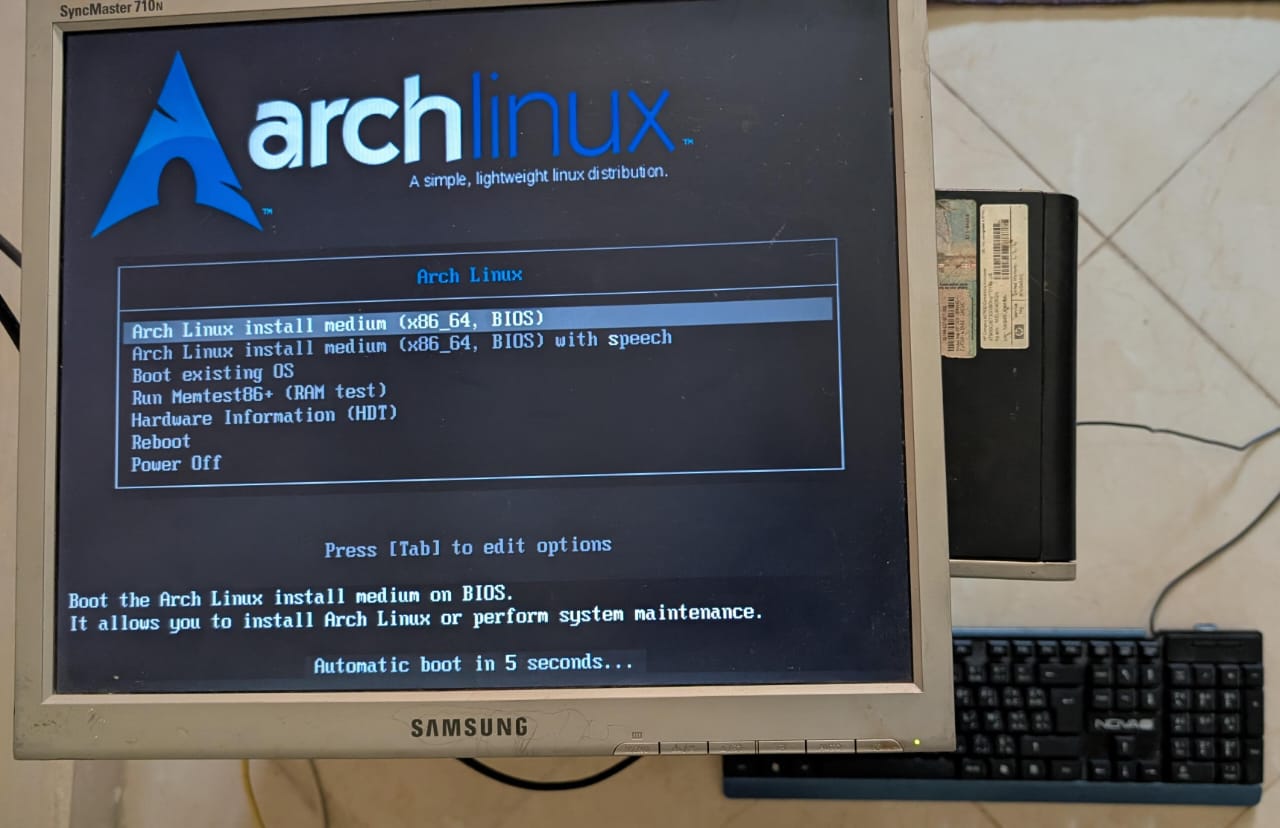 SyncMaster 710N
archlinux™
A simple, lightweight linux distribution.
™
Arch Linux
Arch Linux install medium (x86_64, BIOS)
Arch Linux install medium (x86_64, BIOS) with speech
Boot existing OS
Run Memtest86+ (RAM test)
Hardware Information (HDT)
Reboot
Power Off
Press [Tab] to edit options
Boot the Arch Linux install medium on BIOS.
It allows you to install Arch Linux or perform system maintenance.
Automatic boot in 5 seconds...
SAMSUNG
hp